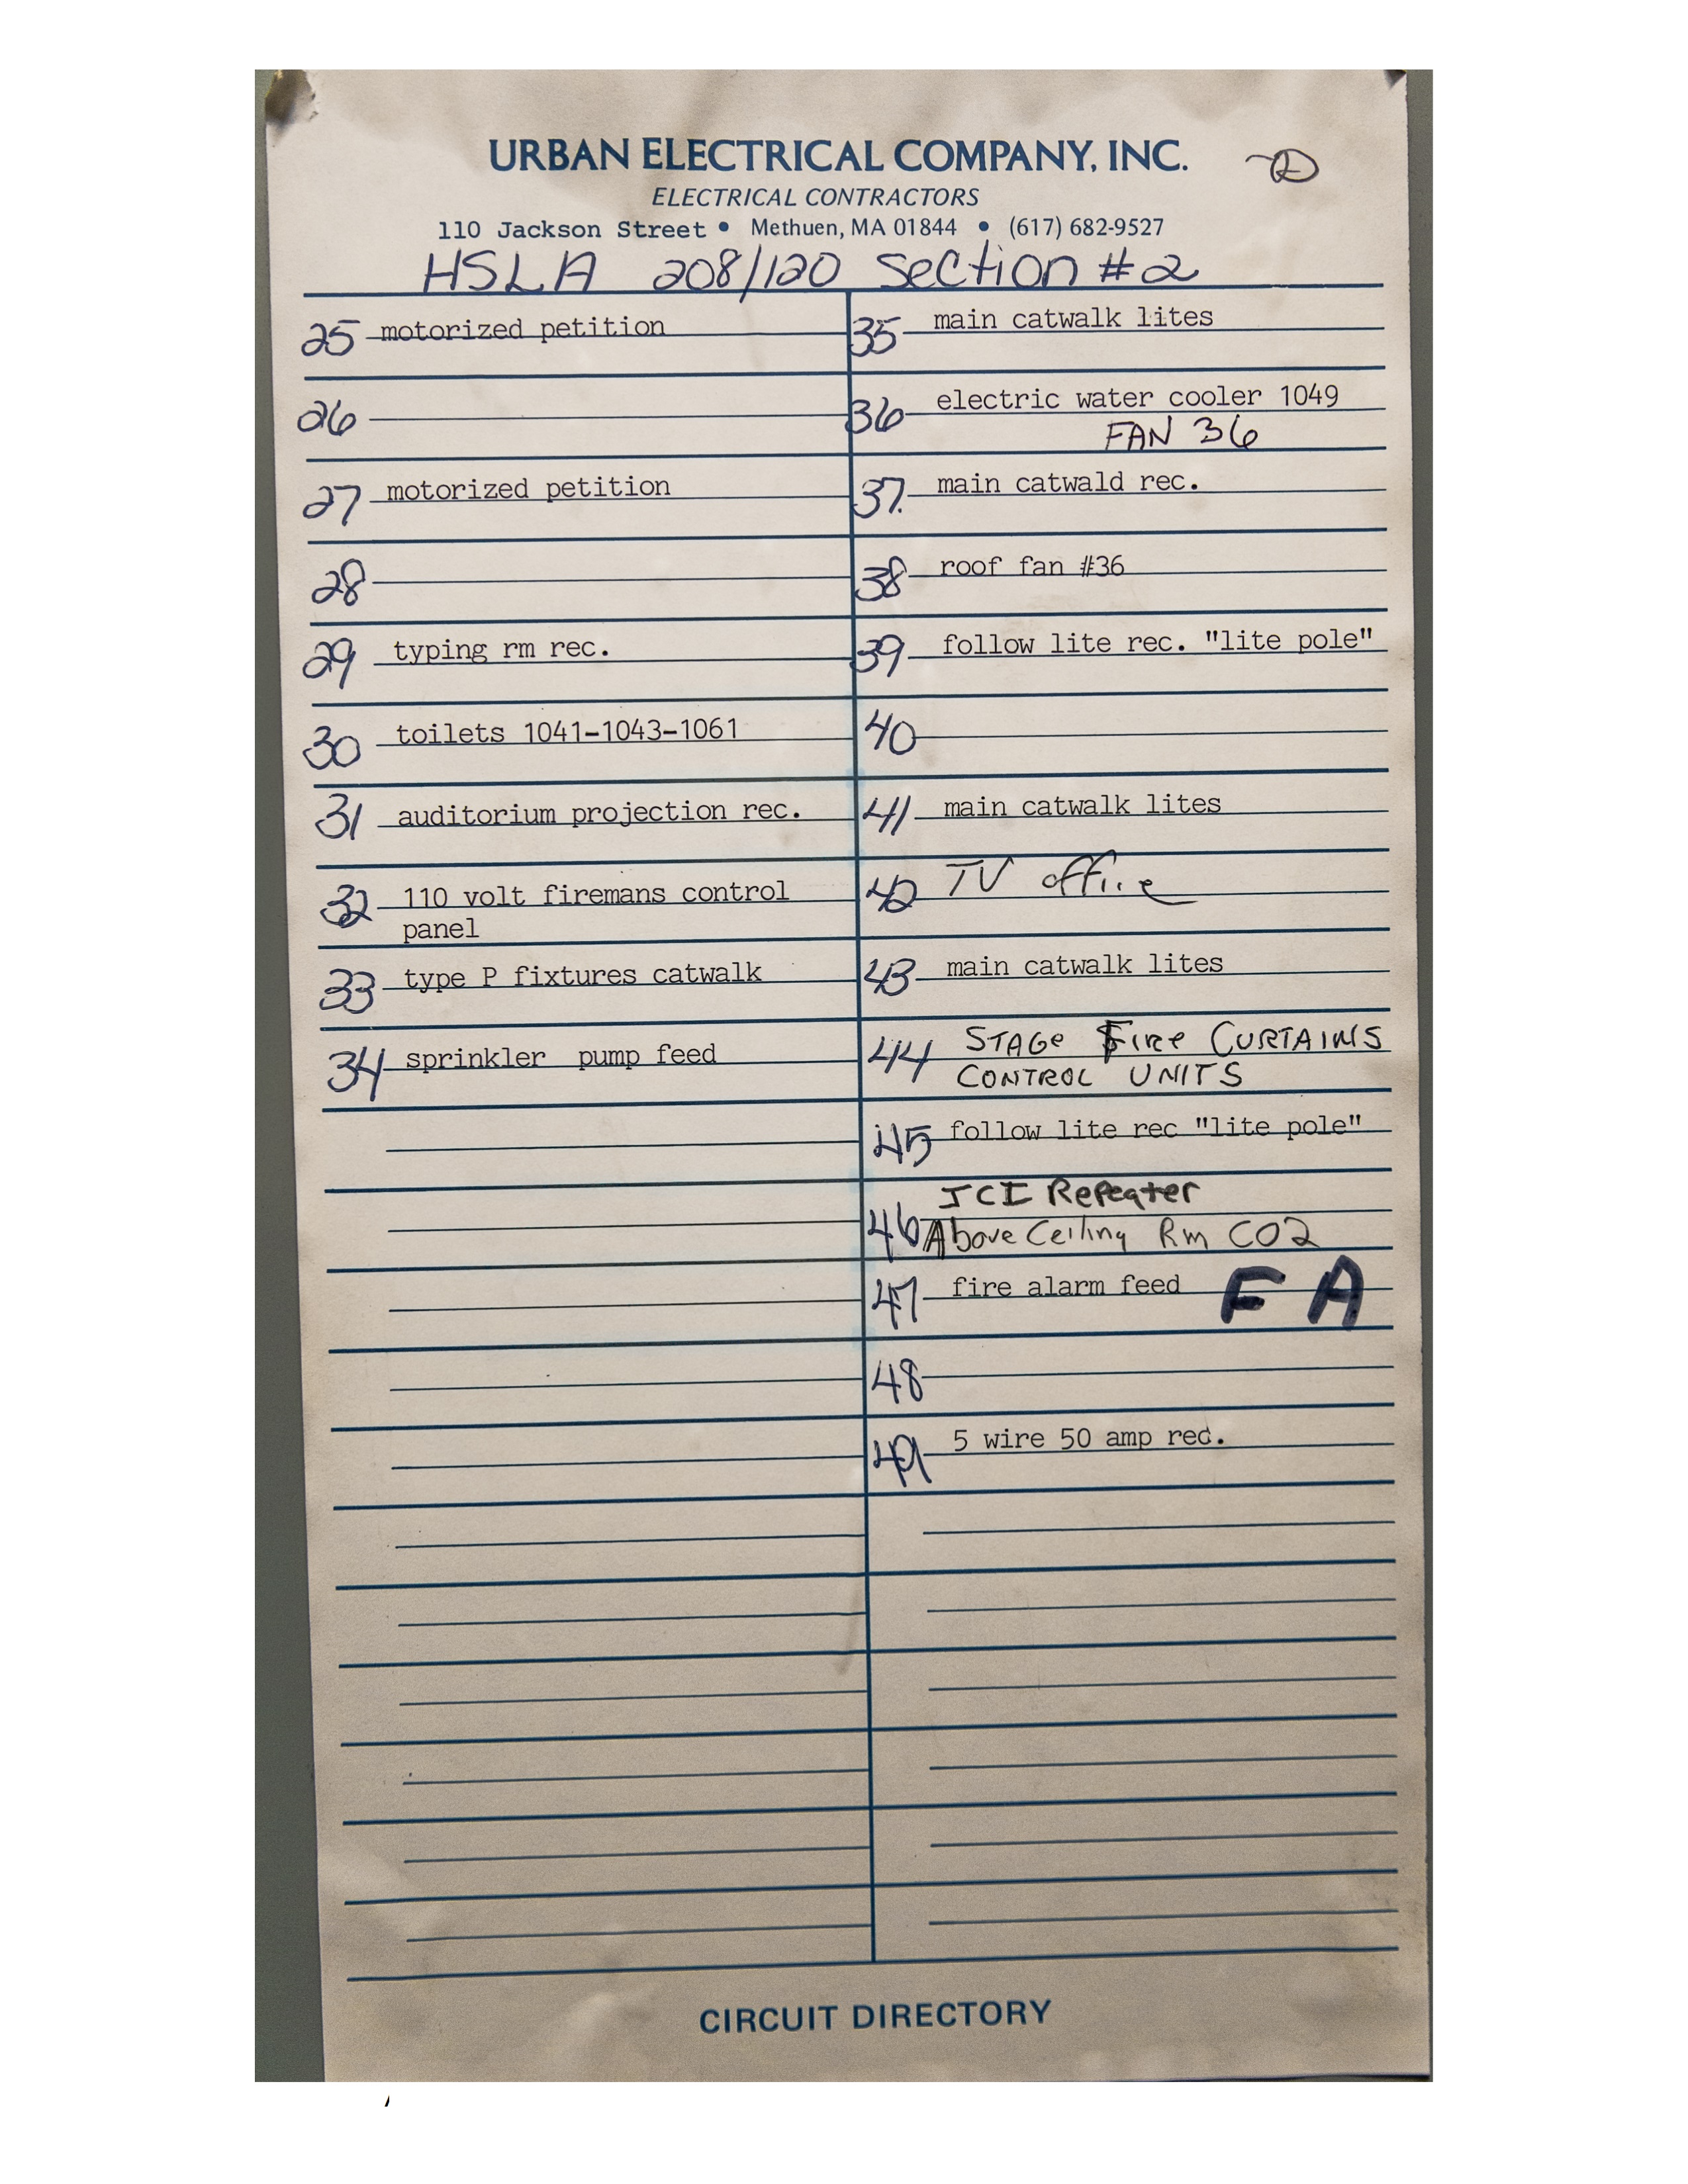 URBAN ELECTRICAL COMPANY, INC.
ELECTRICAL CONTRACTORS
110 Jackson Street • Methuen, MA 01844 • (617) 682-9527
HSLA 208/120 Section #2
25 motorized petition
26
27 motorized petition
28
29 typing rm rec.
30 toilets 1041-1043-1061
31 auditorium projection rec.
32 110 volt firemans control
panel
33 type P fixtures catwalk
34 sprinkler pump feed
35 main catwalk lites
36 electric water cooler 1049
FAN 36
37. main catwald rec.
38 roof fan #36
39 follow lite rec. "lite pole"
40
41 main catwalk lites
42 TV office
43 main catwalk lites
44 STAGE FIRE CURTAINS
CONTROL UNITS
45 follow lite rec "lite pole"
46 JCI Repeater
Above Ceiling Rm CO2
47 fire alarm feed FA
48
49 5 wire 50 amp rec.
CIRCUIT DIRECTORY